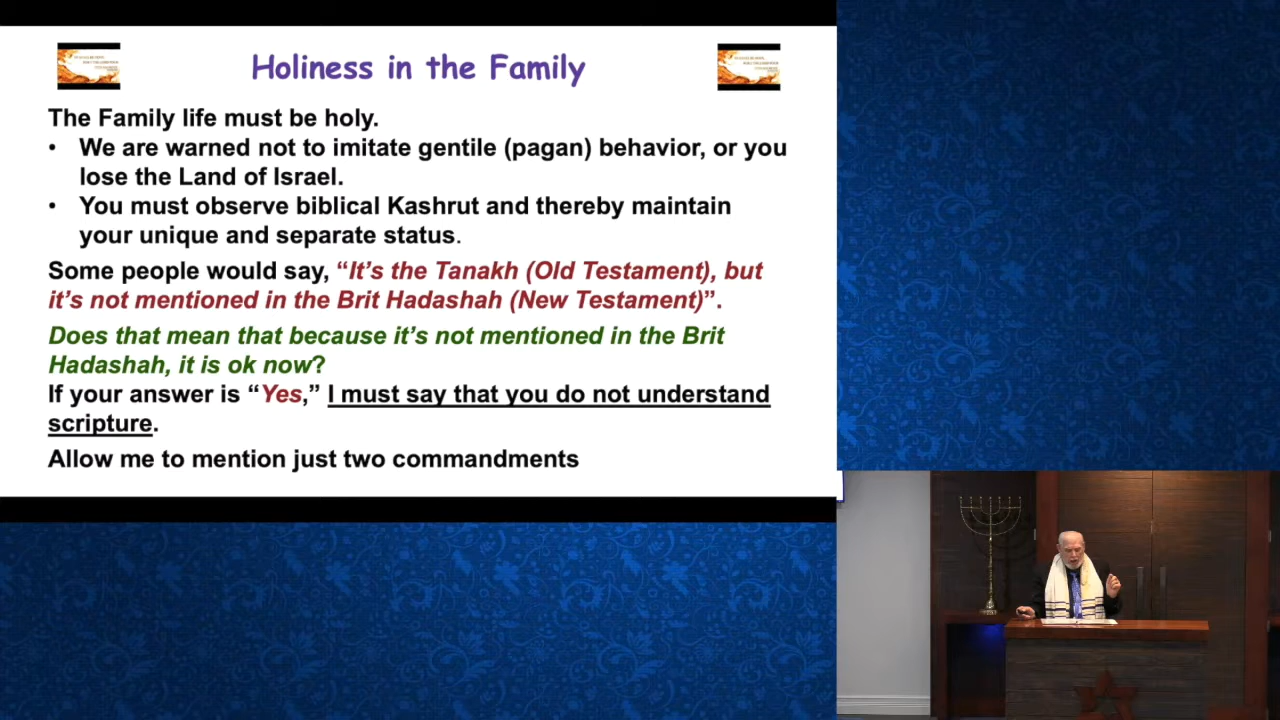 Holiness in the Family
The Family life must be holy.
• We are warned not to imitate gentile (pagan) behavior, or you
lose the Land of Israel.
• You must observe biblical Kashrut and thereby maintain
your unique and separate status.
Some people would say, “It’s the Tanakh (Old Testament), but
it’s not mentioned in the Brit Hadashah (New Testament)”.
Does that mean that because it’s not mentioned in the Brit
Hadashah, it is ok now?
If your answer is “Yes,” I must say that you do not understand
scripture.
Allow me to mention just two commandments